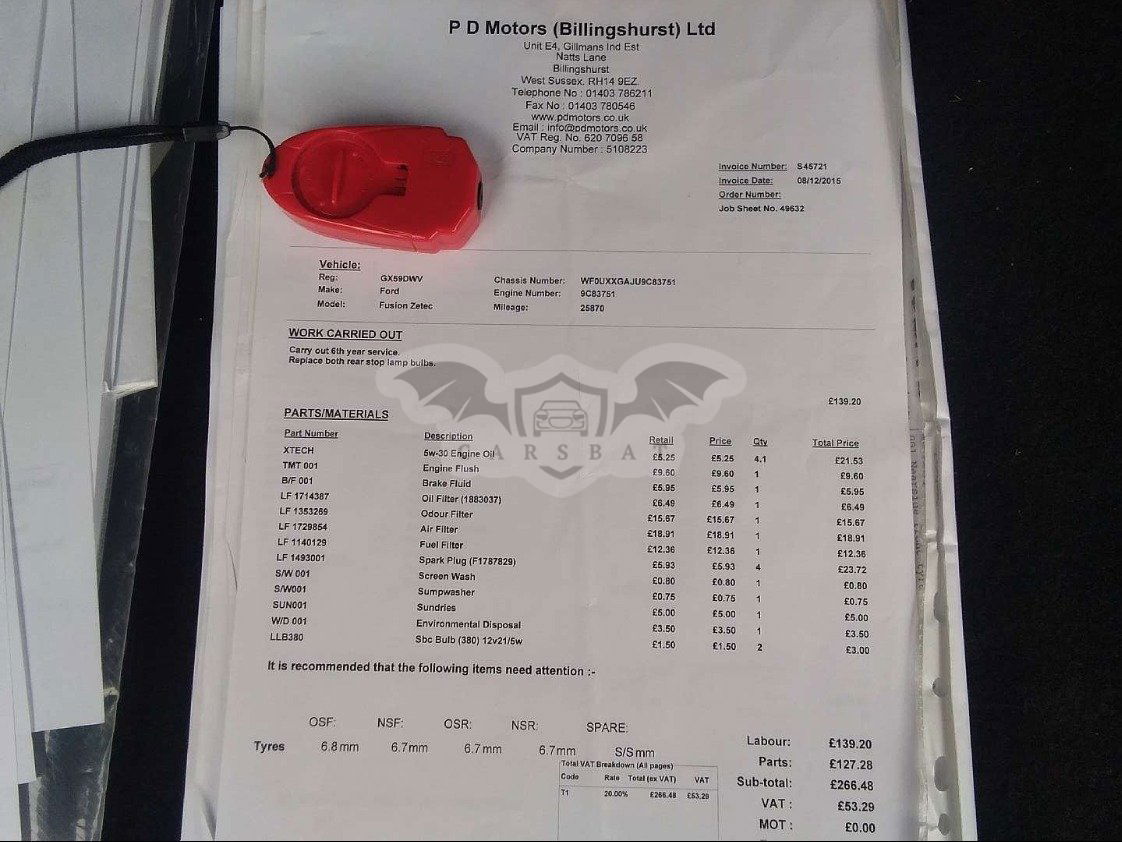 P D Motors (Billingshurst) Ltd
Unit E4, Gillmans Ind Est
Natts Lane
Billingshurst
West Sussex. RH14 9EZ
Telephone No : 01403 786211
Fax No : 01403 780546
www.pdmotors.co.uk
Email : info@pdmotors.co.uk
VAT Reg. No. 620 7096 58
Company Number : 5108223
Invoice Number: S45721
Invoice Date: 08/12/2015
Order Number:
Job Sheet No. 49632
Vehicle:
Reg: GX59DWV Chassis Number: WF0UXXGAJU9C83751
Make: Ford Engine Number: 9C83751
Model: Fusion Zetec Mileage: 25870
WORK CARRIED OUT
Carry out 6th year service.
Replace both rear stop lamp bulbs.
£139.20
CARSBAT
PARTS/MATERIALS
Part Number Description Retail Price Qty Total Price
XTECH 5w-30 Engine Oil £5.25 £5.25 4.1 £21.53
TMT 001 Engine Flush £9.60 £9.60 1 £9.60
B/F 001 Brake Fluid £5.95 £5.95 1 £5.95
LF 1714387 Oil Filter (1883037) £6.49 £6.49 1 £6.49
LF 1353269 Odour Filter £15.67 £15.67 1 £15.67
LF 1729854 Air Filter £18.91 £18.91 1 £18.91
LF 1140129 Fuel Filter £12.36 £12.36 1 £12.36
LF 1493001 Spark Plug (F1787829) £5.93 £5.93 4 £23.72
S/W 001 Screen Wash £0.80 £0.80 1 £0.80
S/W001 Sumpwasher £0.75 £0.75 1 £0.75
SUN001 Sundries £5.00 £5.00 1 £5.00
W/D 001 Environmental Disposal £3.50 £3.50 1 £3.50
LLB380 Sbc Bulb (380) 12v21/5w £1.50 £1.50 2 £3.00
It is recommended that the following items need attention :-
OSF: NSF: OSR: NSR: SPARE:
Tyres 6.8mm 6.7mm 6.7mm 6.7mm S/Smm
Total VAT Breakdown (All pages)
Code Rate Total (ex VAT) VAT
T1 20.00% £266.48 £53.29
Labour: £139.20
Parts: £127.28
Sub-total: £266.48
VAT : £53.29
MOT : £0.00